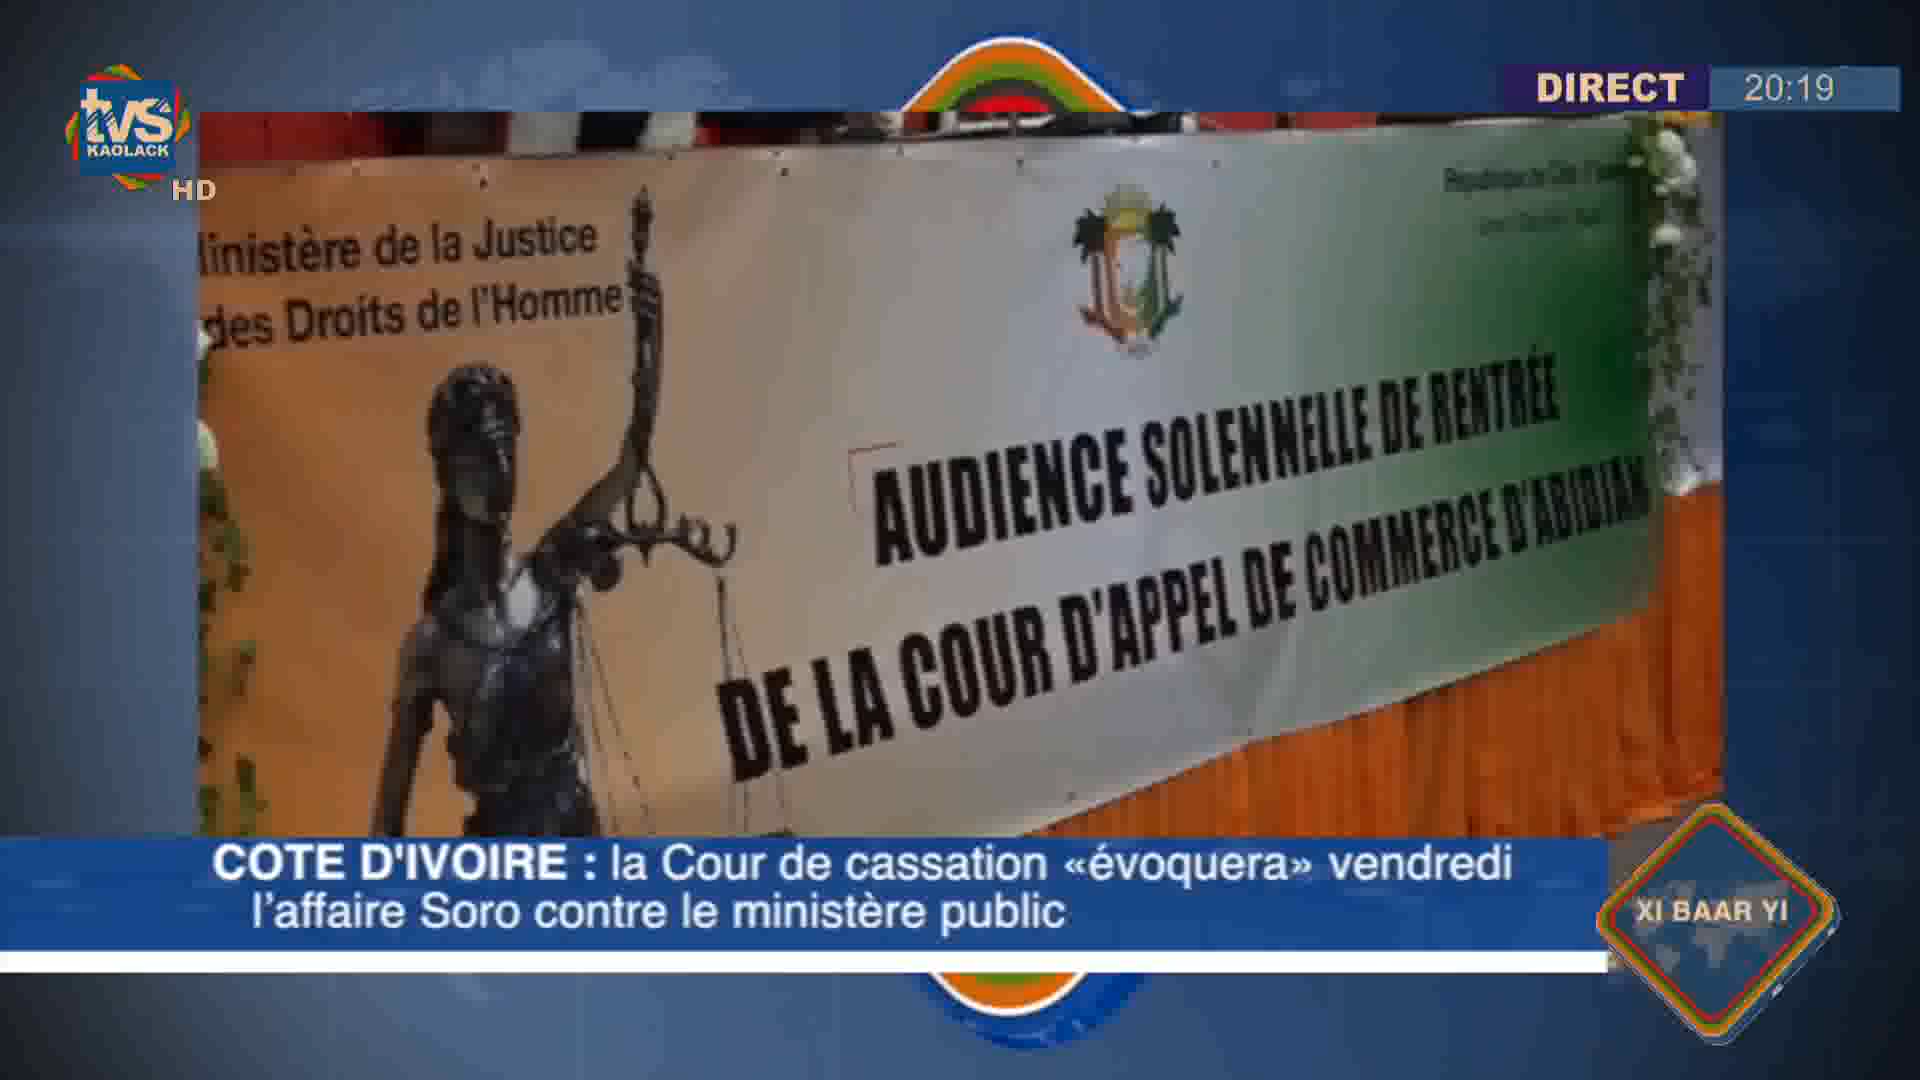 tvs
KAOLACK
HD
DIRECT
20:19
inistère de la Justice
des Droits de l'Homme
AUDIENCE SOLENNELLE DE RENTRÉE
DE LA COUR D'APPEL DE COMMERCE D'ABIDJAN
COTE D'IVOIRE : la Cour de cassation «évoquera» vendredi
l'affaire Soro contre le ministère public
XI BAAR YI